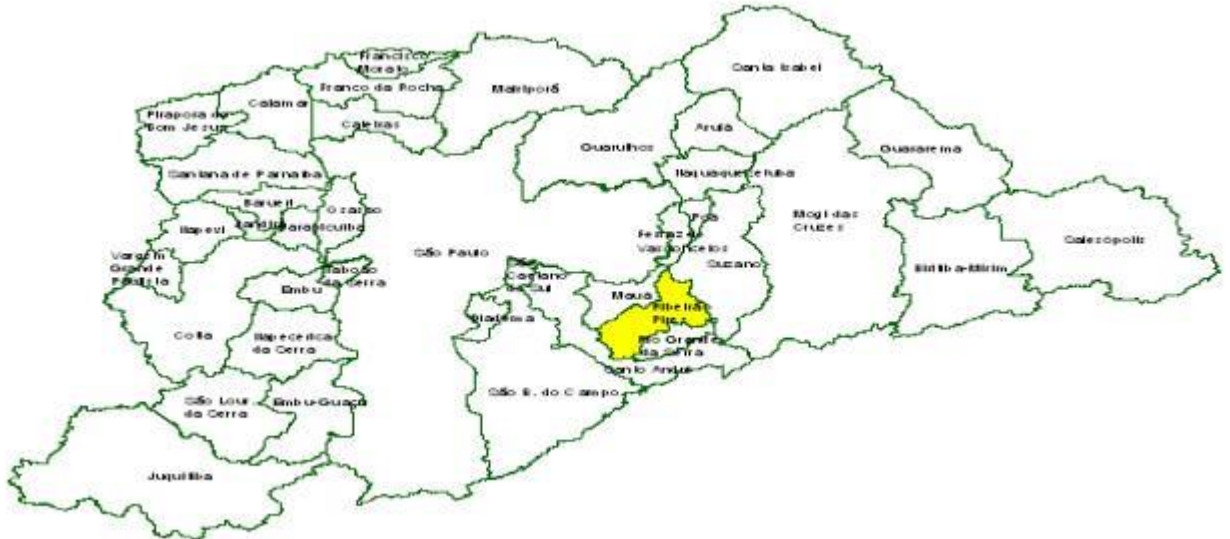 Francisco
Morato
Franco da Rocha
Mairiporã
Santa Isabel
Cajamar
Pirapora do
Bom Jesus
Caieiras
Arujá
Guarulhos
Guararema
Santana de Parnaíba
Itaquaquecetuba
Barueri
Osasco
Itapevi
Jandira
Carapicuíba
Poá
Mogi das
Cruzes
Ferraz de
Vasconcelos
Salesópolis
São Paulo
Vargem
Grande
Paulista
Suzano
Biritiba-Mirim
Taboão
da Serra
Embu
São
Caetano
do Sul
Mauá
Ribeirão
Pires
Diadema
Cotia
Itapecerica
da Serra
Rio Grande
da Serra
Santo André
São B. do Campo
São Lour.
da Serra
Embu-Guaçu
Juquitiba